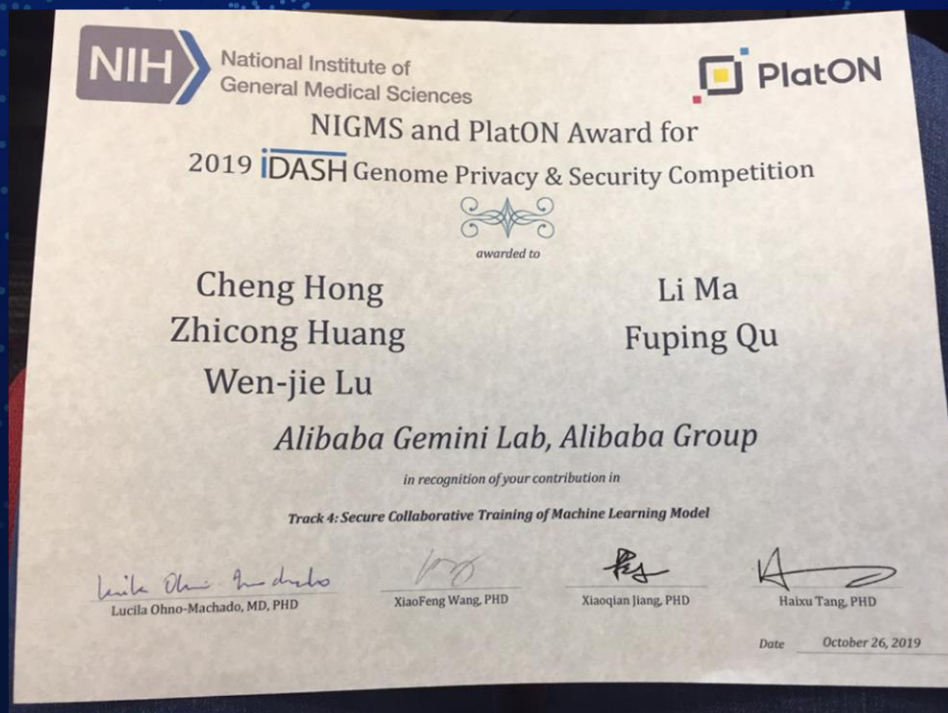 NIH
National Institute of
General Medical Sciences
PlatON
NIGMS and PlatON Award for
2019 iDASH Genome Privacy & Security Competition
awarded to
Cheng Hong
Li Ma
Zhicong Huang
Fuping Qu
Wen-jie Lu
Alibaba Gemini Lab, Alibaba Group
in recognition of your contribution in
Track 4: Secure Collaborative Training of Machine Learning Model
Lucila Ohno-Machado, MD, PHD
XiaoFeng Wang, PHD
Xiaoqian Jiang, PHD
Haixu Tang, PHD
Date October 26, 2019